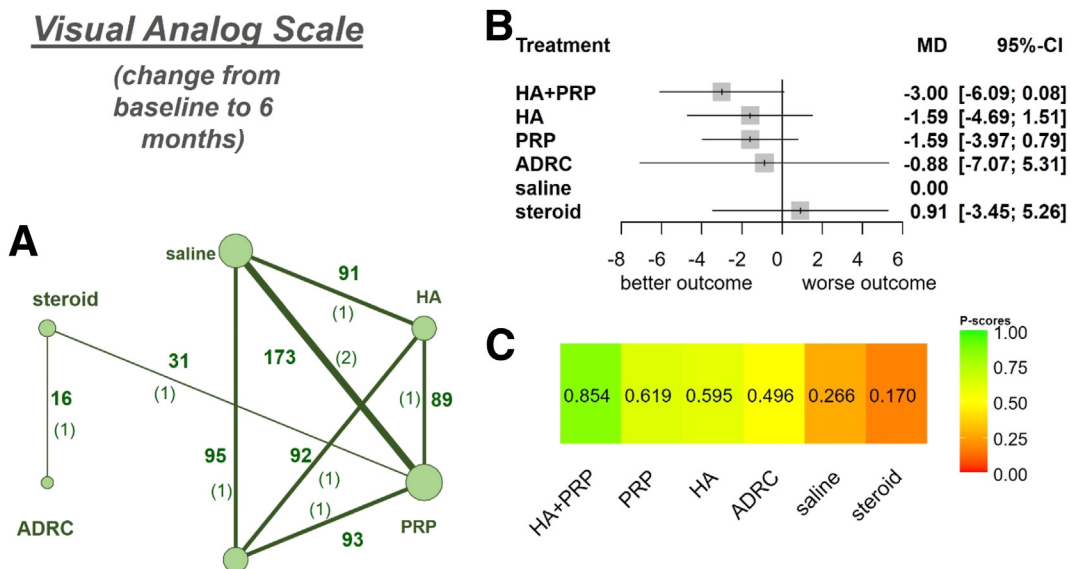 Visual Analog Scale
(change from
baseline to 6
months)
A
saline
91
(1)
HA
steroid
31
(1)
173
(2)
16
(1)
(1)
89
95
(1)
92
(1)
(1)
93
ADRC
PRP
B
Treatment MD 95%-CI
HA+PRP -3.00 [-6.09; 0.08]
HA -1.59 [-4.69; 1.51]
PRP -1.59 [-3.97; 0.79]
ADRC -0.88 [-7.07; 5.31]
saline 0.00
steroid 0.91 [-3.45; 5.26]
-8 -6 -4 -2 0 2 4 6
better outcome worse outcome
C
P-scores
1.00
0.75
0.50
0.25
0.00
0.854 0.619 0.595 0.496 0.266 0.170
HA+PRP PRP HA ADRC saline steroid